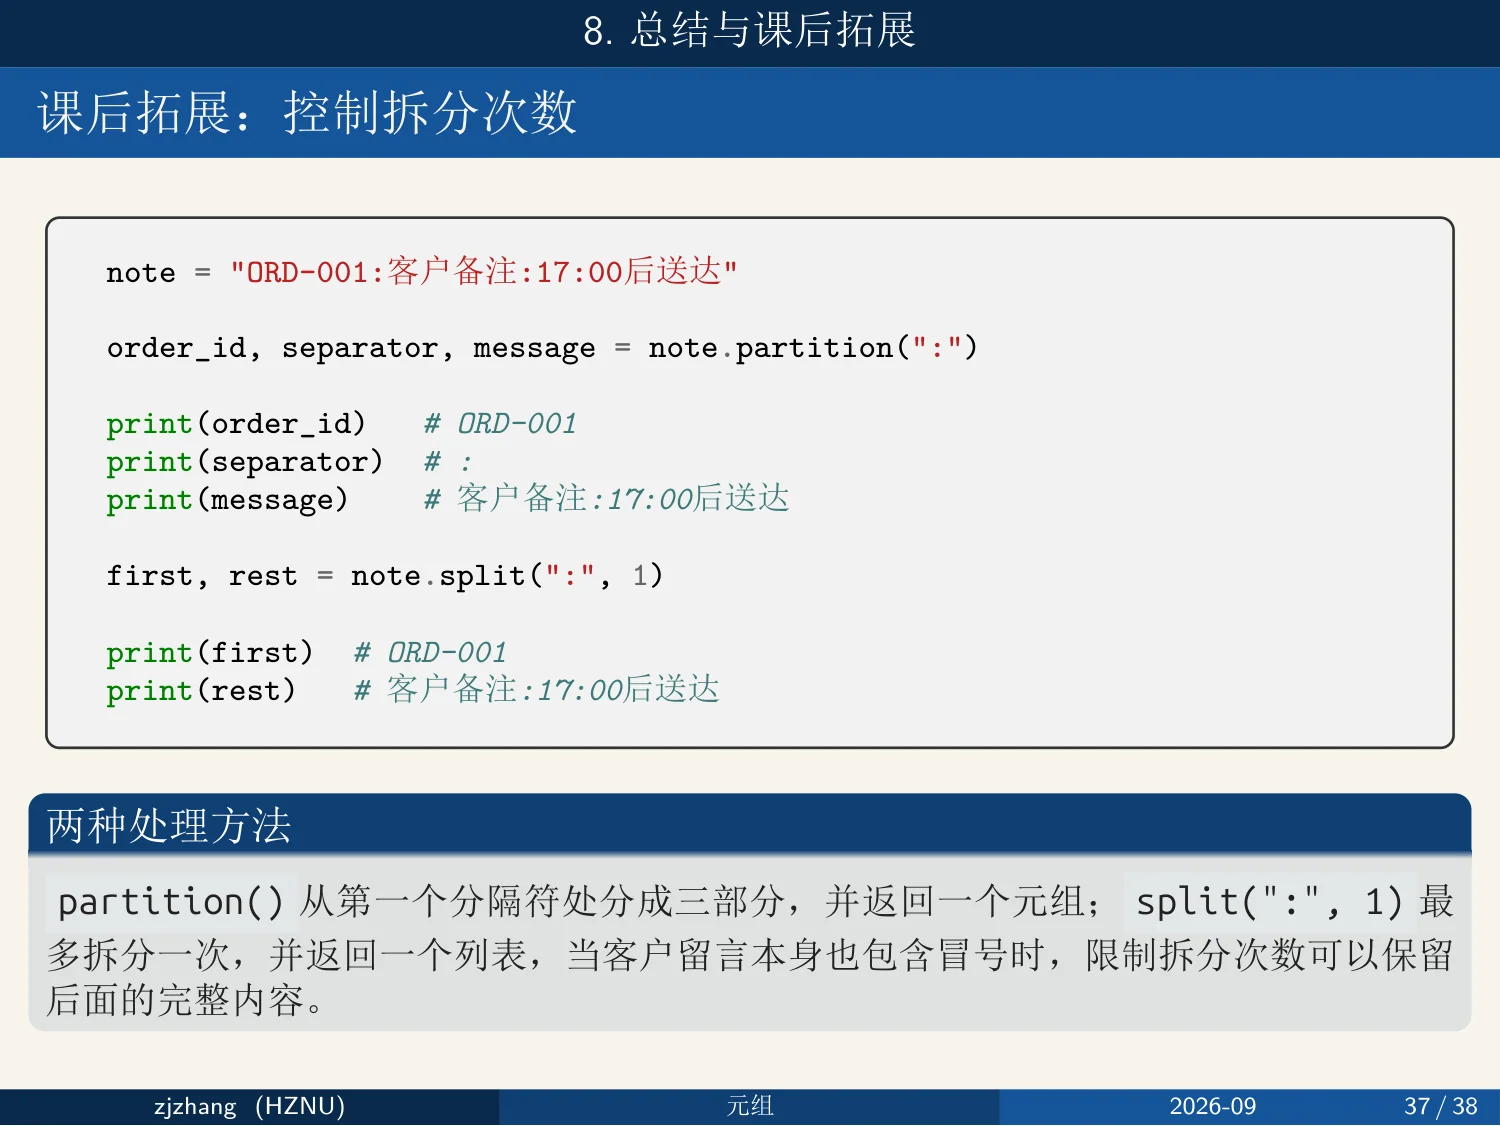 8. 总结与课后拓展
课后拓展：控制拆分次数
note = "ORD-001:客户备注:17:00后送达"
order_id, separator, message = note.partition(":")
print(order_id)   # ORD-001
print(separator)  # :
print(message)    # 客户备注:17:00后送达
first, rest = note.split(":", 1)
print(first)  # ORD-001
print(rest)   # 客户备注:17:00后送达
两种处理方法
partition() 从第一个分隔符处分成三部分，并返回一个元组； split(":", 1) 最
多拆分一次，并返回一个列表，当客户留言本身也包含冒号时，限制拆分次数可以保留
后面的完整内容。
zjzhang (HZNU)
元组
2026-09
37 / 38